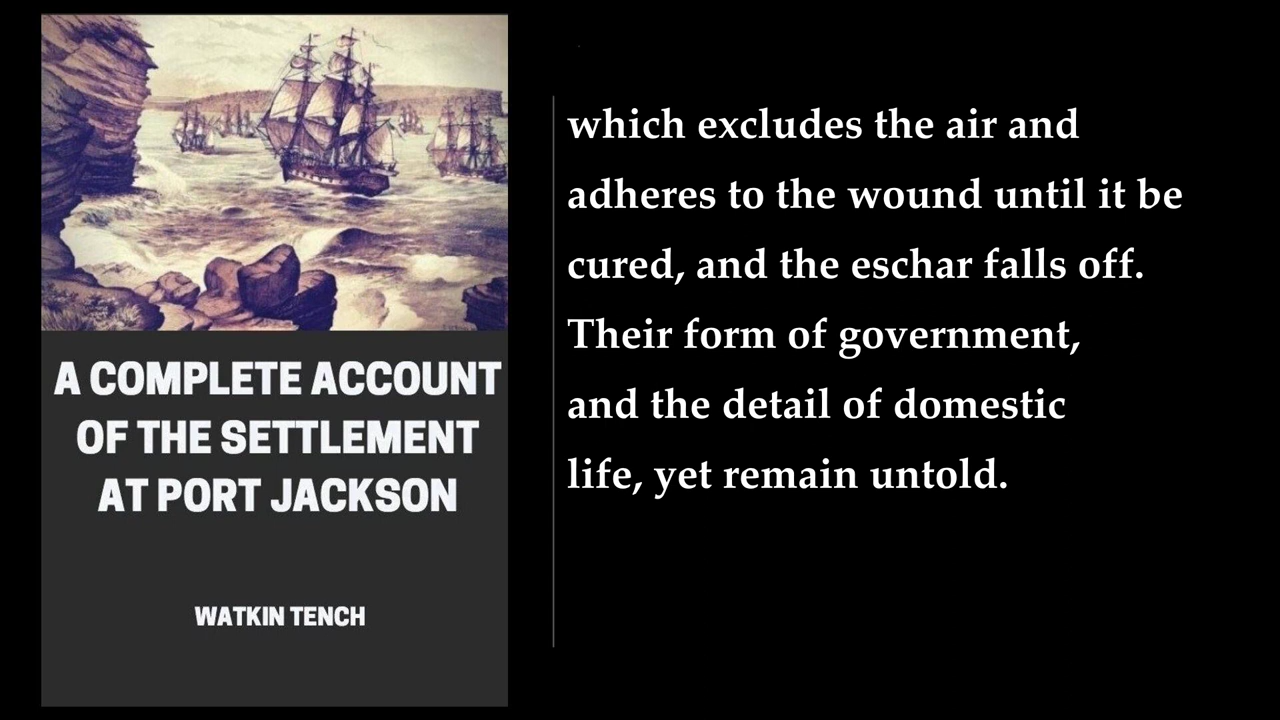 A COMPLETE ACCOUNT
OF THE SETTLEMENT
AT PORT JACKSON
WATKIN TENCH
which excludes the air and
adheres to the wound until it be
cured, and the eschar falls off.
Their form of government,
and the detail of domestic
life, yet remain untold.